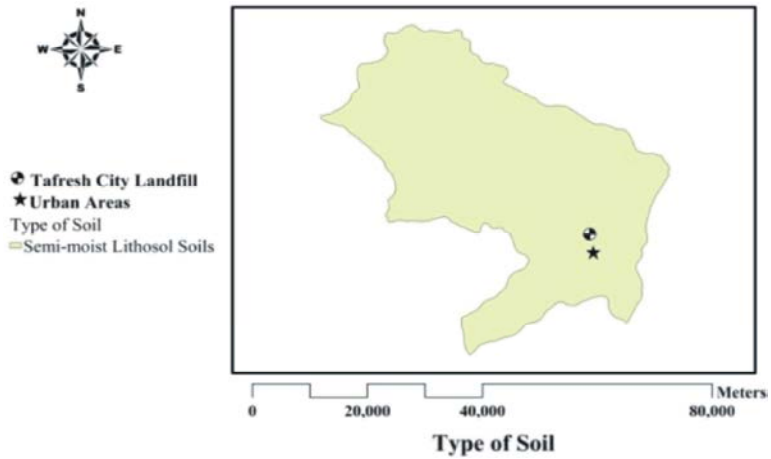 N
W E
S
Tafresh City Landfill
Urban Areas
Type of Soil
Semi-moist Lithosol Soils
Meters
0 20,000 40,000 80,000
Type of Soil